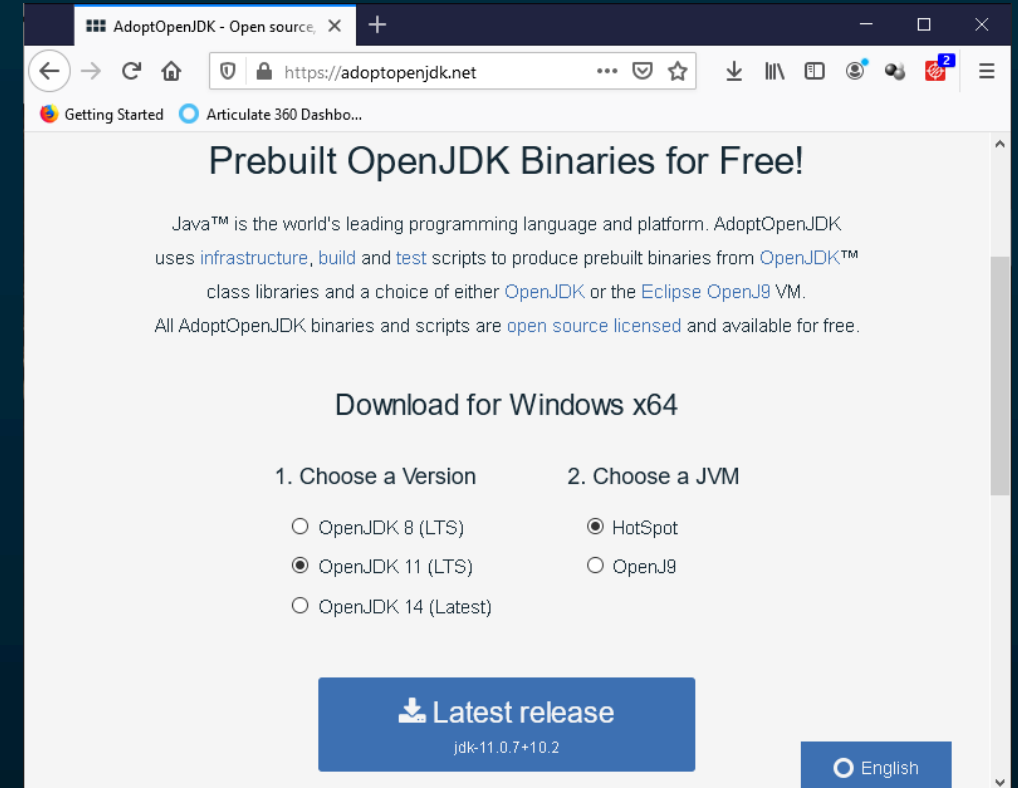 AdoptOpenJDK - Open source,
https://adoptopenjdk.net
2
Getting Started Articulate 360 Dashbo...
Prebuilt OpenJDK Binaries for Free!
Java™ is the world's leading programming language and platform. AdoptOpenJDK
uses infrastructure, build and test scripts to produce prebuilt binaries from OpenJDK™
class libraries and a choice of either OpenJDK or the Eclipse OpenJ9 VM.
All AdoptOpenJDK binaries and scripts are open source licensed and available for free.
Download for Windows x64
1. Choose a Version
2. Choose a JVM
OpenJDK 8 (LTS)
HotSpot
OpenJDK 11 (LTS)
OpenJ9
OpenJDK 14 (Latest)
Latest release
jdk-11.0.7+10.2
English